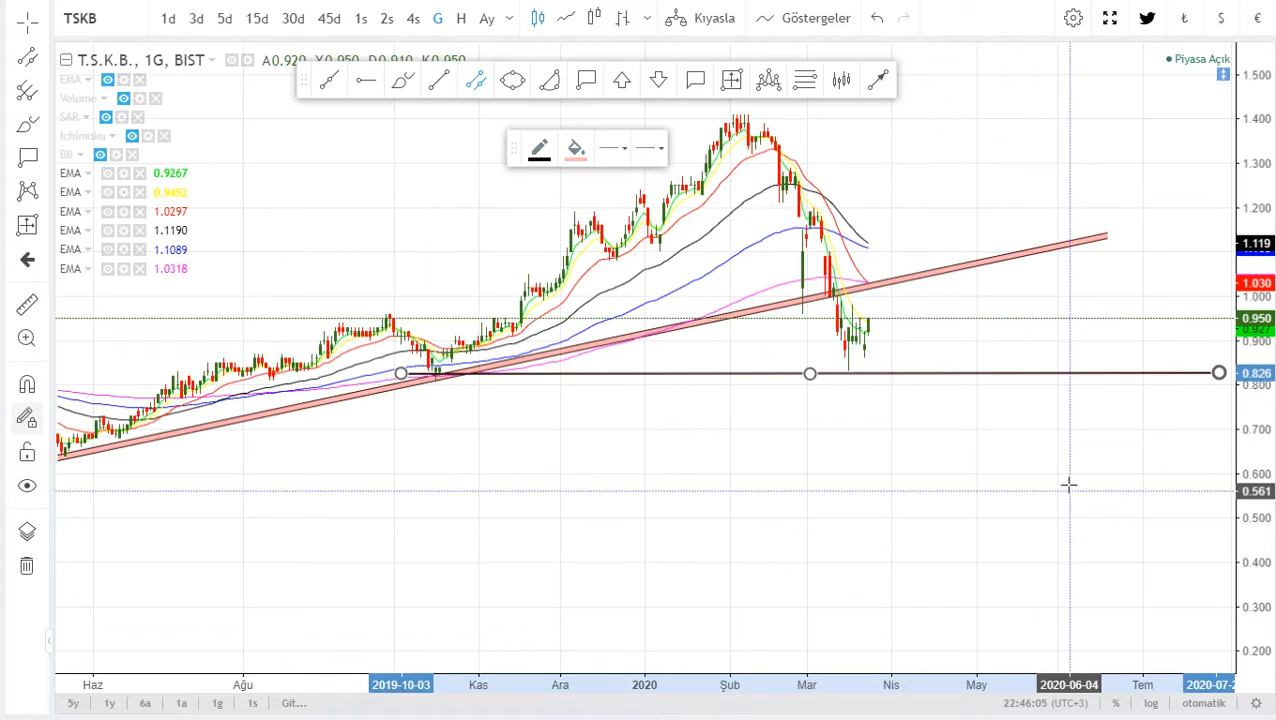 TSKB 1d 3d 5d 15d 30d 45d 1s 2s 4s G H Ay Kıyasla Göstergeler ₺ $ €
T.S.K.B., 1G, BIST A0.920 Y0.950 D0.910 K0.950
Piyasa Açık
EMA
Volume
SAR
Ichimoku
BB
EMA 0.9267
EMA 0.9452
EMA 1.0297
EMA 1.1190
EMA 1.1089
EMA 1.0318
1.500
1.400
1.300
1.200
1.119
1.030
1.000
0.950
0.927
0.900
0.826
0.800
0.700
0.600
0.561
0.500
0.400
0.300
0.200
Haz Ağu 2019-10-03 Kas Ara 2020 Şub Mar Nis May 2020-06-04 Tem 2020-07-2
5y 1y 6a 1a 1g 1s Git... 22:46:05 (UTC+3) % log otomatik